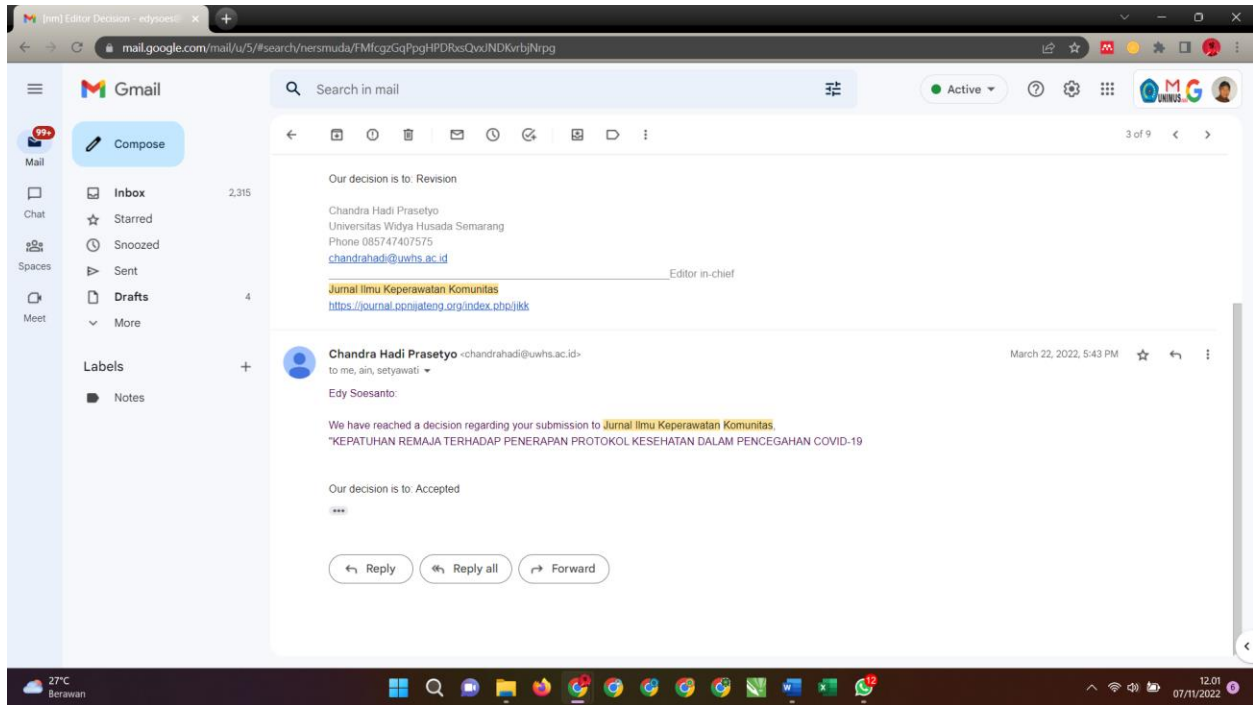 [nm] Editor Decision - edysoes
mail.google.com/mail/u/5/#search/nersmuda/FMfcgzGqPpgHPDRxsQvxJNDKvrbjNrpg
Gmail
Search in mail
Active
UNINUS
99+
Mail
Compose
3 of 9
Inbox 2,315
Chat
Starred
Snoozed
Spaces
Sent
Drafts 4
Meet
More
Labels
Notes
Our decision is to: Revision
Chandra Hadi Prasetyo
Universitas Widya Husada Semarang
Phone 085747407575
chandrahadi@uwhs.ac.id
________________________________________________Editor in-chief
Jurnal Ilmu Keperawatan Komunitas
https://journal.ppnijateng.org/index.php/jikk
Chandra Hadi Prasetyo <chandrahadi@uwhs.ac.id> March 22, 2022, 5:43 PM
to me, ain, setyawati
Edy Soesanto:
We have reached a decision regarding your submission to Jurnal Ilmu Keperawatan Komunitas,
"KEPATUHAN REMAJA TERHADAP PENERAPAN PROTOKOL KESEHATAN DALAM PENCEGAHAN COVID-19
Our decision is to: Accepted
Reply Reply all Forward
27°C
Berawan
12
12.01
07/11/2022
6